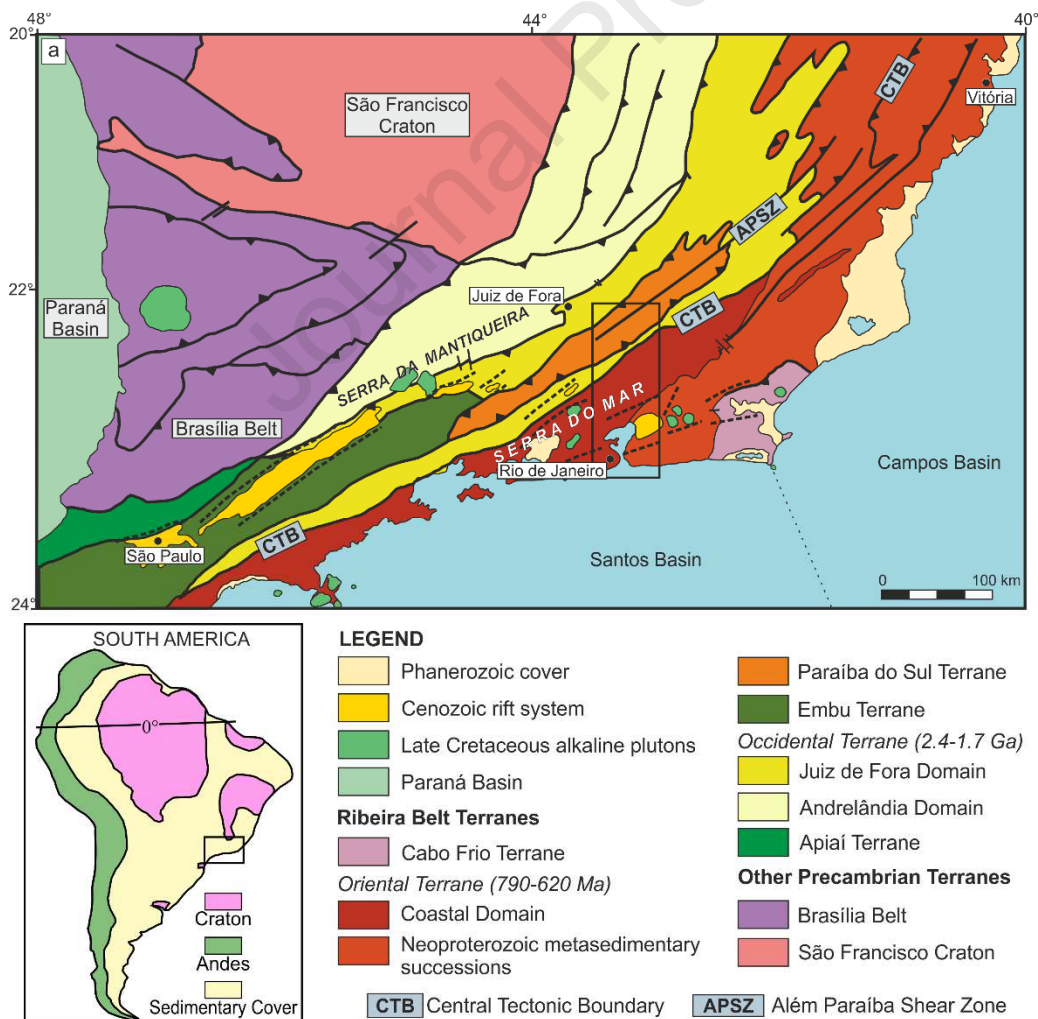 48°
44°
40°
20°
a
Journal Pre
São Francisco
Craton
CTB
Vitória
APSZ
22°
Juiz de Fora
Paraná
Basin
CTB
SERRA DA MANTIQUEIRA
Brasília Belt
SERRA DO MAR
Rio de Janeiro
Campos Basin
São Paulo
CTB
Santos Basin
0
100 km
24°
SOUTH AMERICA
0°
Craton
Andes
Sedimentary Cover
LEGEND
Phanerozoic cover
Cenozoic rift system
Late Cretaceous alkaline plutons
Paraná Basin
Ribeira Belt Terranes
Cabo Frio Terrane
Oriental Terrane (790-620 Ma)
Coastal Domain
Neoproterozoic metasedimentary
successions
Paraíba do Sul Terrane
Embu Terrane
Occidental Terrane (2.4-1.7 Ga)
Juiz de Fora Domain
Andrelândia Domain
Apiaí Terrane
Other Precambrian Terranes
Brasília Belt
São Francisco Craton
CTB Central Tectonic Boundary
APSZ Além Paraíba Shear Zone